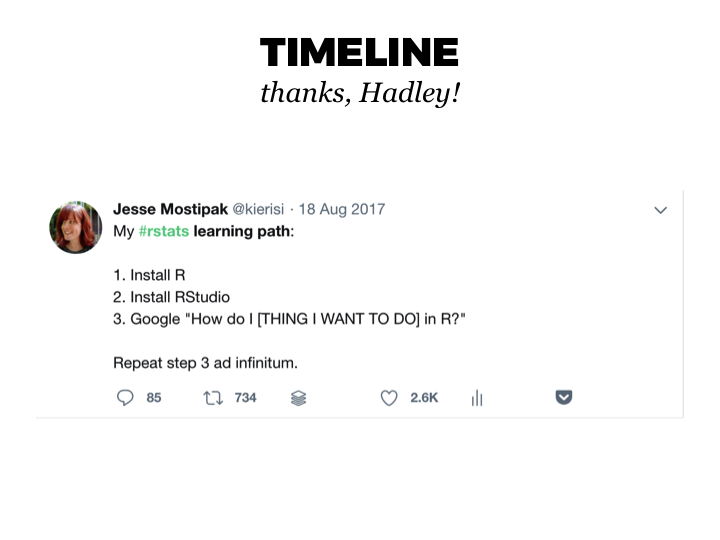 TIMELINE
thanks, Hadley!
Jesse Mostipak @kierisi · 18 Aug 2017
My #rstats learning path:
1. Install R
2. Install RStudio
3. Google "How do I [THING I WANT TO DO] in R?"
Repeat step 3 ad infinitum.
85 734 2.6K